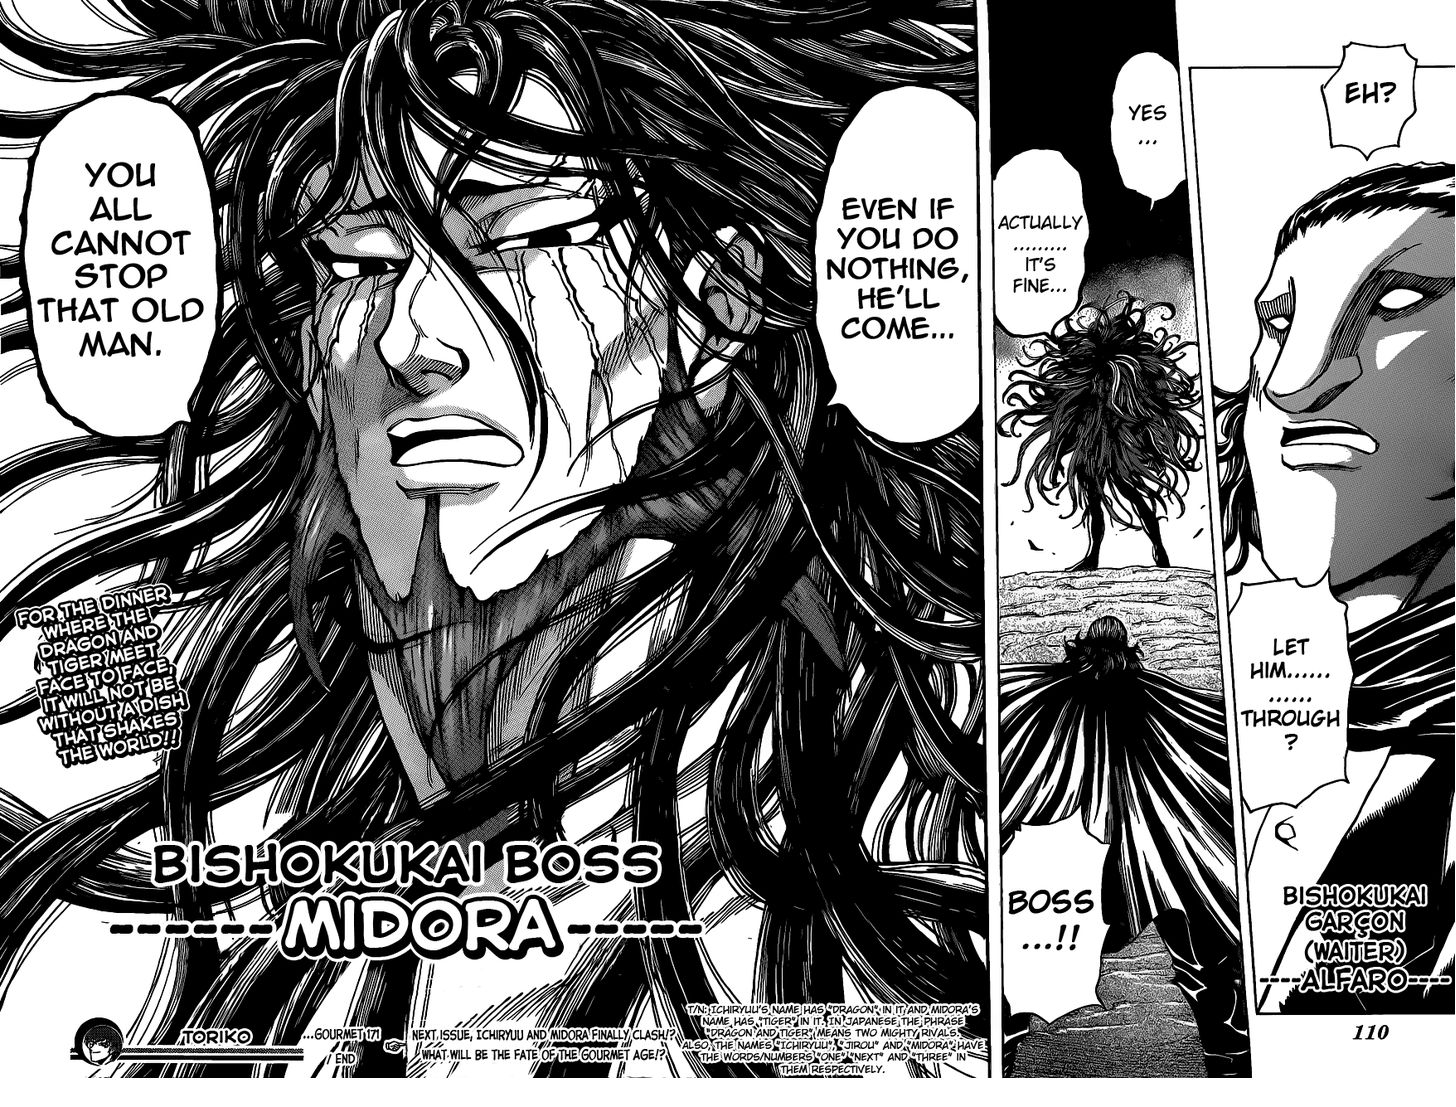 EH?
LET
HIM......
......
THROUGH
?
BISHOKUKAI
GARÇON
(WAITER)
----ALFARO----
110
YES
...
ACTUALLY
.........
IT'S
FINE...
BOSS
...!!
EVEN IF
YOU DO
NOTHING,
HE'LL
COME...
YOU
ALL
CANNOT
STOP
THAT OLD
MAN.
FOR THE DINNER
WHERE THE
DRAGON AND
TIGER MEET
FACE TO FACE,
IT WILL NOT BE
WITHOUT A DISH
THAT SHAKES
THE WORLD!!
BISHOKUKAI BOSS
------MIDORA-----
TORIKO
...GOURMET 171
END
NEXT ISSUE, ICHIRYUU AND MIDORA FINALLY CLASH!?
WHAT WILL BE THE FATE OF THE GOURMET AGE!?
T/N: ICHIRYUU'S NAME HAS "DRAGON" IN IT AND MIDORA'S
NAME HAS "TIGER" IN IT. IN JAPANESE THE PHRASE
"DRAGON AND TIGER" MEANS TWO MIGHTY RIVALS.
ALSO, THE NAMES "ICHIRYUU", "JIROU" AND "MIDORA" HAVE
THE WORDS/NUMBERS "ONE" "NEXT" AND "THREE" IN
THEM RESPECTIVELY.